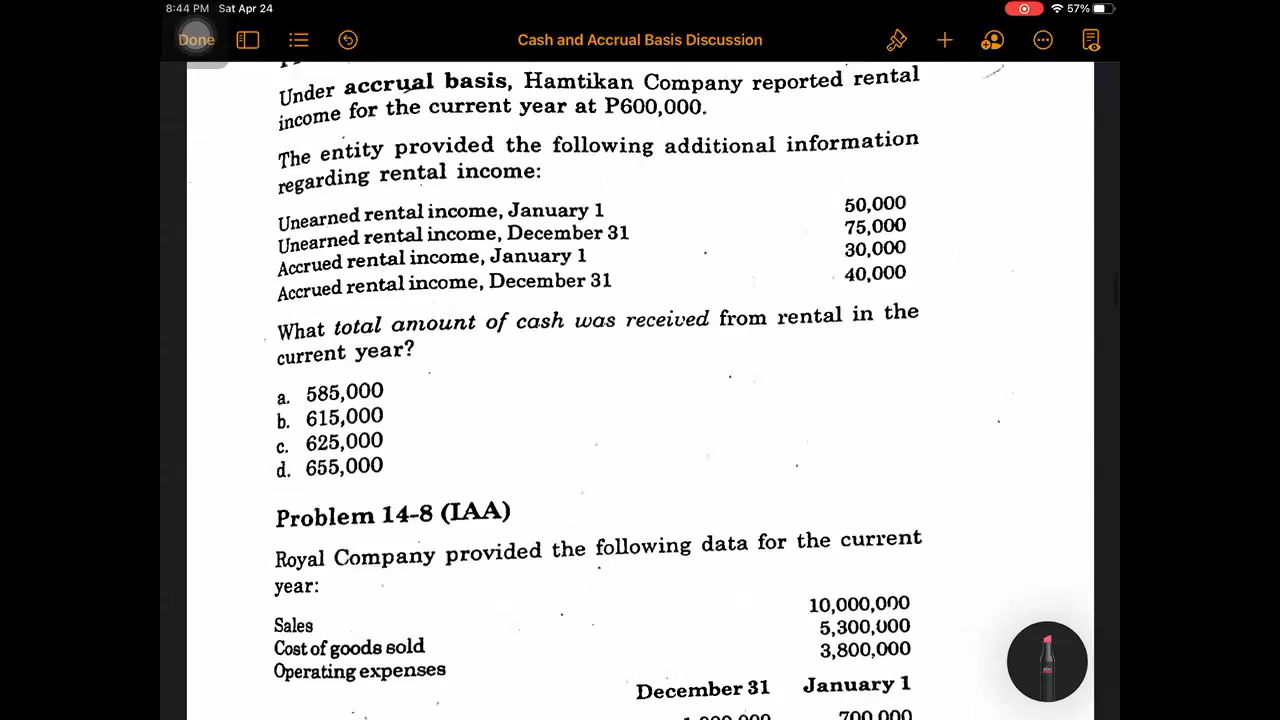 8:44 PM Sat Apr 24
57%
Done
Cash and Accrual Basis Discussion
Under accrual basis, Hamtikan Company reported rental
income for the current year at P600,000.
The entity provided the following additional information
regarding rental income:
Unearned rental income, January 1 50,000
Unearned rental income, December 31 75,000
Accrued rental income, January 1 30,000
Accrued rental income, December 31 40,000
What total amount of cash was received from rental in the
current year?
a. 585,000
b. 615,000
c. 625,000
d. 655,000
Problem 14-8 (IAA)
Royal Company provided the following data for the current
year:
Sales 10,000,000
Cost of goods sold 5,300,000
Operating expenses 3,800,000
December 31 January 1
700,000